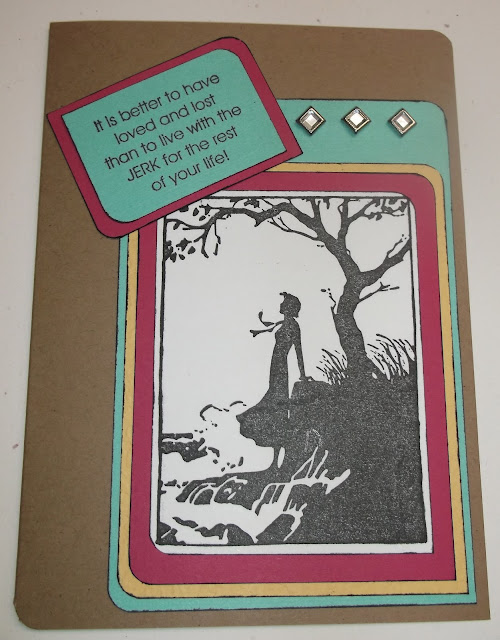 It is better to have
loved and lost
than to live with the
JERK for the rest
of your life!